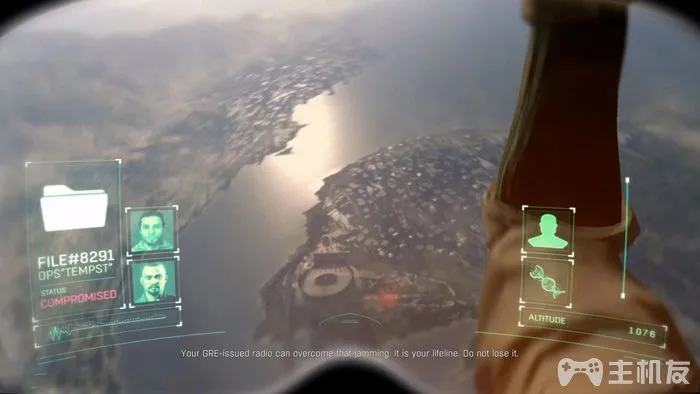 FILE#8291
OPS"TEMPST"
STATUS:
COMPROMISED
ALTITUDE
1076
Your GRE-issued radio can overcome that jamming. It is your lifeline. Do not lose it.
主机友